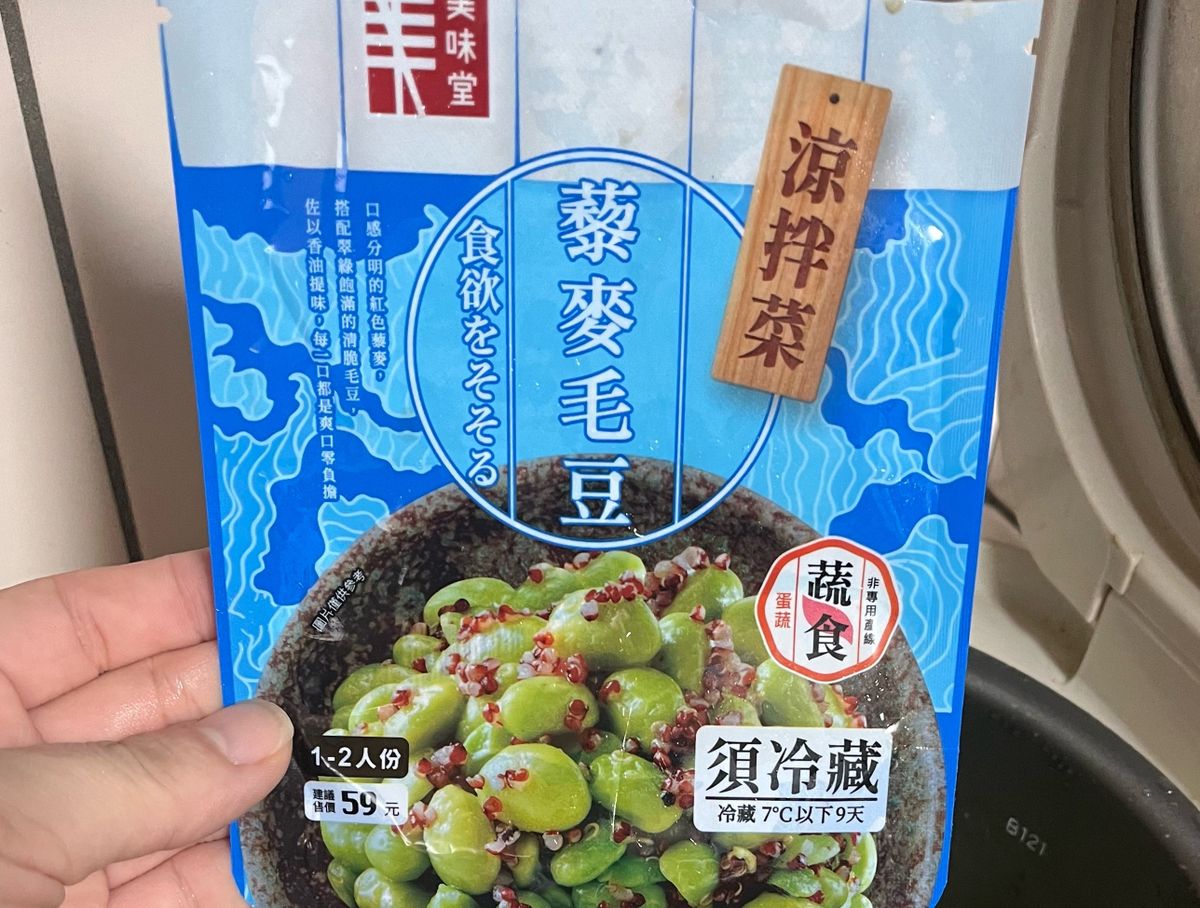 美味堂
涼拌菜
藜麥毛豆
食欲をそそる
口感分明的紅色藜麥，
搭配翠綠飽滿的清脆毛豆，
佐以香油提味，每一口都是爽口零負擔
圖片僅供參考
非專用產線
蔬食
蛋蔬
1-2人份
建議
售價 59 元
須冷藏
冷藏 7℃以下9天
B121